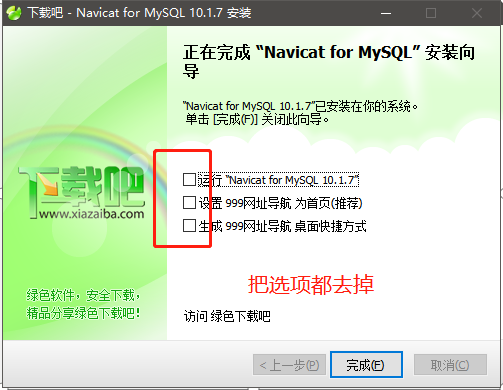 下载吧 - Navicat for MySQL 10.1.7 安装
正在完成 “Navicat for MySQL” 安装向
导
“Navicat for MySQL 10.1.7”已安装在你的系统。
单击 [完成(F)] 关闭此向导。
运行 “Navicat for MySQL 10.1.7”
设置 999网址导航 为首页(推荐)
生成 999网址导航 桌面快捷方式
下载吧
www.xiazaiba.com
把选项都去掉
绿色软件，安全下载，
精品分享绿色下载吧！
访问 绿色下载吧
< 上一步(P)
完成(F)
取消(C)